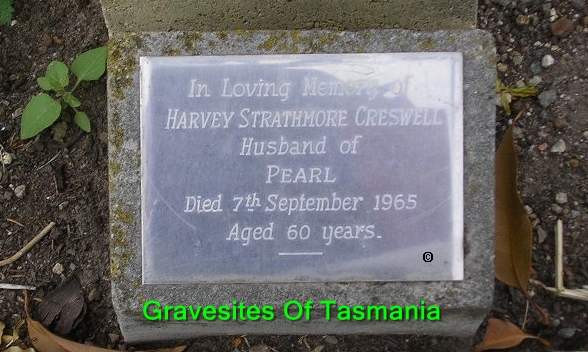 In Loving Memory of
HARVEY STRATHMORE CRESWELL
Husband of
PEARL
Died 7th September 1965
Aged 60 years.
©
Gravesites Of Tasmania